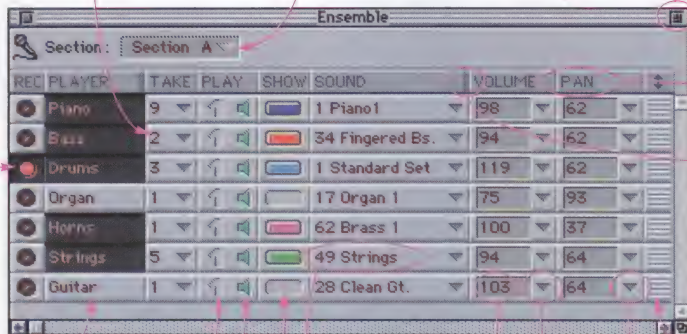 Ensemble
Section: Section A
REC PLAYER TAKE PLAY SHOW SOUND VOLUME PAN
Piano 9 1 Piano1 98 62
Bass 2 34 Fingered Bs. 94 62
Drums 3 1 Standard Set 119 62
Organ 1 17 Organ 1 75 93
Horns 1 62 Brass 1 100 37
Strings 5 49 Strings 94 64
Guitar 1 28 Clean Gt. 103 64